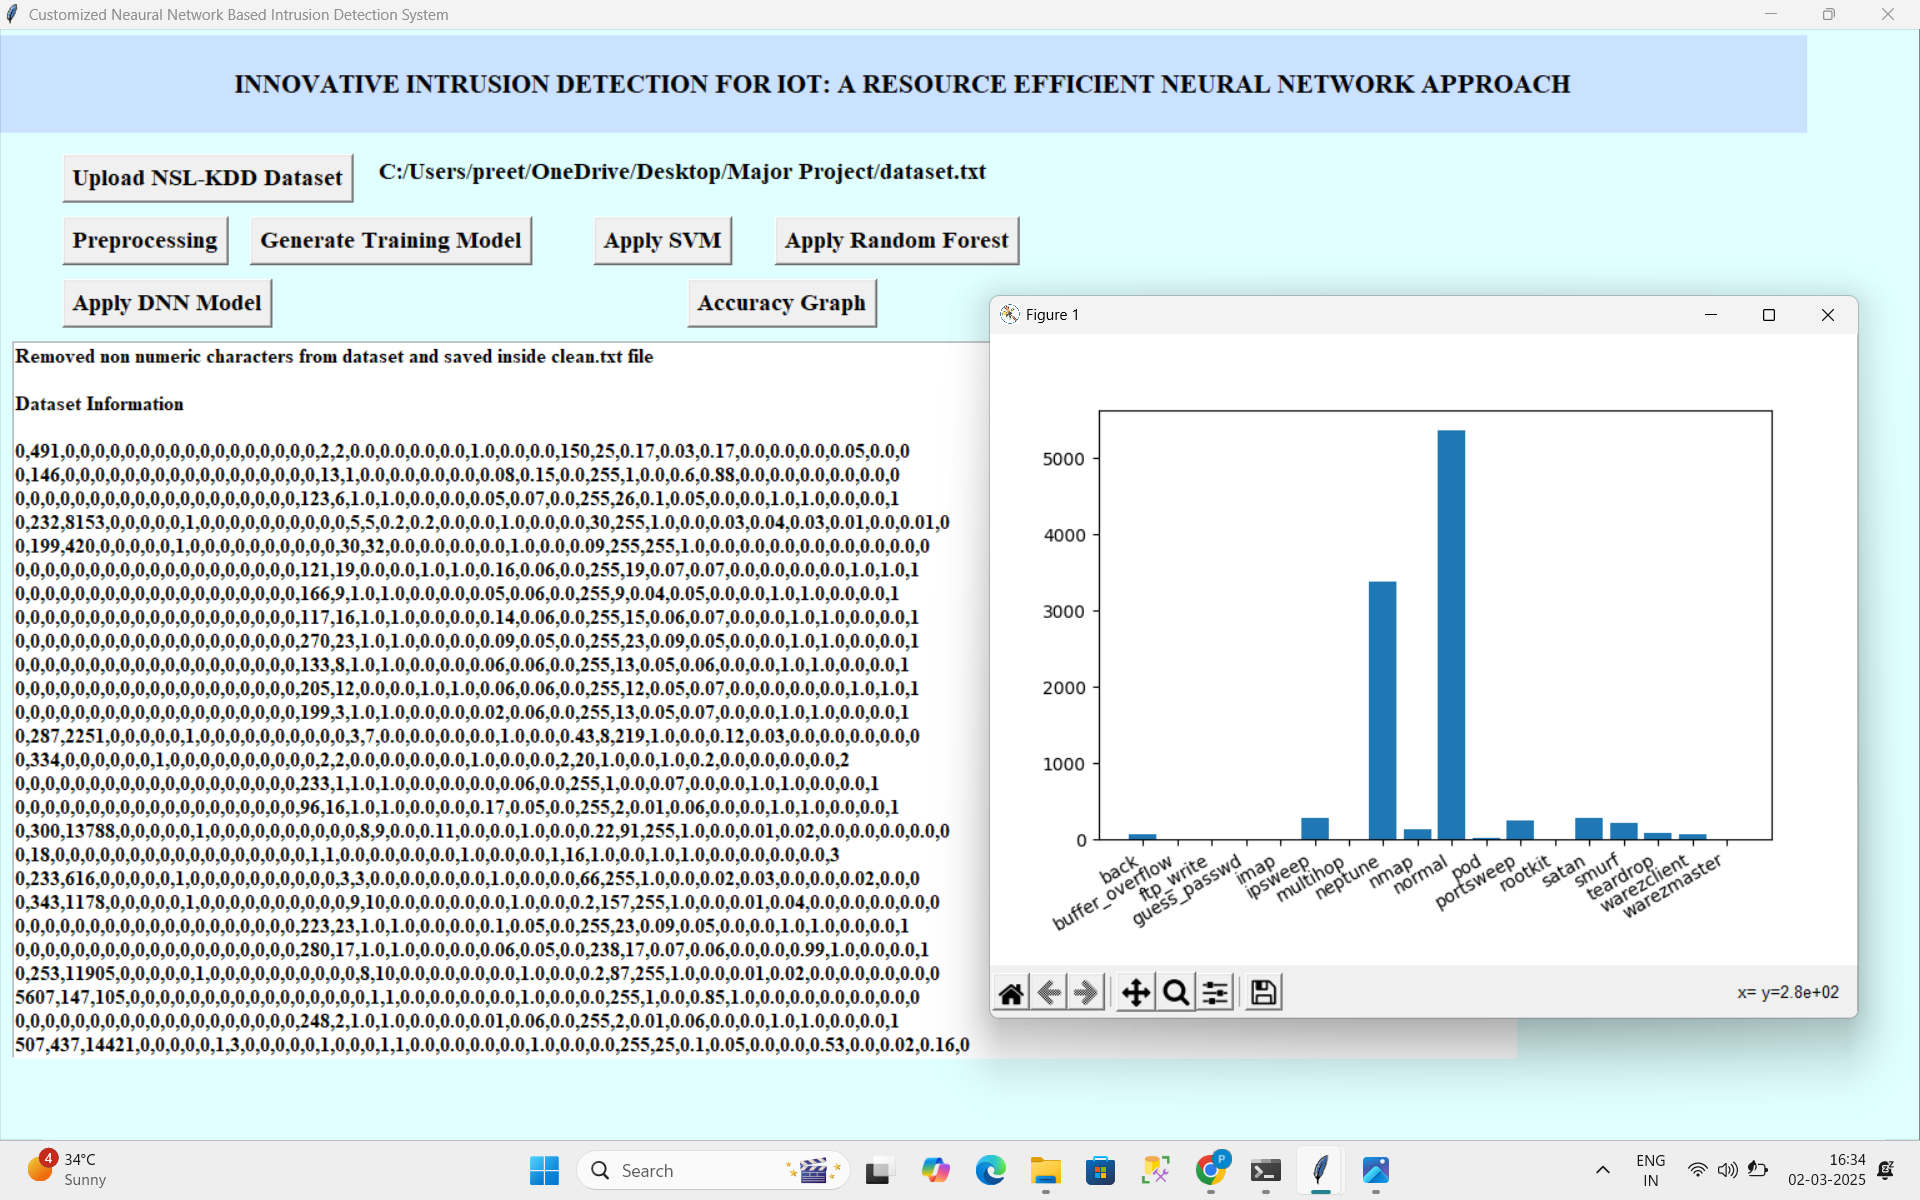 Customized Neaural Network Based Intrusion Detection System
INNOVATIVE INTRUSION DETECTION FOR IOT: A RESOURCE EFFICIENT NEURAL NETWORK APPROACH
Upload NSL-KDD Dataset
C:/Users/preet/OneDrive/Desktop/Major Project/dataset.txt
Preprocessing
Generate Training Model
Apply SVM
Apply Random Forest
Apply DNN Model
Accuracy Graph
Removed non numeric characters from dataset and saved inside clean.txt file
Dataset Information
0,491,0,0,0,0,0,0,0,0,0,0,0,0,0,0,0,0,0,2,2,0.0,0.0,0.0,0.0,1.0,0.0,0.0,150,25,0.17,0.03,0.17,0.0,0.0,0.0,0.05,0.0,0
0,146,0,0,0,0,0,0,0,0,0,0,0,0,0,0,0,0,0,13,1,0.0,0.0,0.0,0.0,0.08,0.15,0.0,255,1,0.0,0.6,0.88,0.0,0.0,0.0,0.0,0.0,0
0,0,0,0,0,0,0,0,0,0,0,0,0,0,0,0,0,0,0,123,6,1.0,1.0,0.0,0.0,0.05,0.07,0.0,255,26,0.1,0.05,0.0,0.0,1.0,1.0,0.0,0.0,1
0,232,8153,0,0,0,0,0,1,0,0,0,0,0,0,0,0,0,0,5,5,0.2,0.2,0.0,0.0,1.0,0.0,0.0,30,255,1.0,0.0,0.03,0.04,0.03,0.01,0.0,0.01,0
0,199,420,0,0,0,0,0,1,0,0,0,0,0,0,0,0,0,0,30,32,0.0,0.0,0.0,0.0,1.0,0.0,0.09,255,255,1.0,0.0,0.0,0.0,0.0,0.0,0.0,0.0,0
0,0,0,0,0,0,0,0,0,0,0,0,0,0,0,0,0,0,0,121,19,0.0,0.0,1.0,1.0,0.16,0.06,0.0,255,19,0.07,0.07,0.0,0.0,0.0,0.0,1.0,1.0,1
0,0,0,0,0,0,0,0,0,0,0,0,0,0,0,0,0,0,0,166,9,1.0,1.0,0.0,0.0,0.05,0.06,0.0,255,9,0.04,0.05,0.0,0.0,1.0,1.0,0.0,0.0,1
0,0,0,0,0,0,0,0,0,0,0,0,0,0,0,0,0,0,0,117,16,1.0,1.0,0.0,0.0,0.14,0.06,0.0,255,15,0.06,0.07,0.0,0.0,1.0,1.0,0.0,0.0,1
0,0,0,0,0,0,0,0,0,0,0,0,0,0,0,0,0,0,0,270,23,1.0,1.0,0.0,0.0,0.09,0.05,0.0,255,23,0.09,0.05,0.0,0.0,1.0,1.0,0.0,0.0,1
0,0,0,0,0,0,0,0,0,0,0,0,0,0,0,0,0,0,0,133,8,1.0,1.0,0.0,0.0,0.06,0.06,0.0,255,13,0.05,0.06,0.0,0.0,1.0,1.0,0.0,0.0,1
0,0,0,0,0,0,0,0,0,0,0,0,0,0,0,0,0,0,0,205,12,0.0,0.0,1.0,1.0,0.06,0.06,0.0,255,12,0.05,0.07,0.0,0.0,0.0,0.0,1.0,1.0,1
0,0,0,0,0,0,0,0,0,0,0,0,0,0,0,0,0,0,0,199,3,1.0,1.0,0.0,0.0,0.02,0.06,0.0,255,13,0.05,0.07,0.0,0.0,1.0,1.0,0.0,0.0,1
0,287,2251,0,0,0,0,0,1,0,0,0,0,0,0,0,0,0,0,3,7,0.0,0.0,0.0,0.0,1.0,0.0,0.43,8,219,1.0,0.0,0.12,0.03,0.0,0.0,0.0,0.0,0
0,334,0,0,0,0,0,0,1,0,0,0,0,0,0,0,0,0,0,2,2,0.0,0.0,0.0,0.0,1.0,0.0,0.0,2,20,1.0,0.0,1.0,0.2,0.0,0.0,0.0,0.0,2
0,0,0,0,0,0,0,0,0,0,0,0,0,0,0,0,0,0,0,233,1,1.0,1.0,0.0,0.0,0.0,0.06,0.0,255,1,0.0,0.07,0.0,0.0,1.0,1.0,0.0,0.0,1
0,0,0,0,0,0,0,0,0,0,0,0,0,0,0,0,0,0,0,96,16,1.0,1.0,0.0,0.0,0.17,0.05,0.0,255,2,0.01,0.06,0.0,0.0,1.0,1.0,0.0,0.0,1
0,300,13788,0,0,0,0,0,1,0,0,0,0,0,0,0,0,0,0,8,9,0.0,0.11,0.0,0.0,1.0,0.0,0.22,91,255,1.0,0.0,0.01,0.02,0.0,0.0,0.0,0.0,0
0,18,0,0,0,0,0,0,0,0,0,0,0,0,0,0,0,0,0,1,1,0.0,0.0,0.0,0.0,1.0,0.0,0.0,1,16,1.0,0.0,1.0,1.0,0.0,0.0,0.0,0.0,3
0,233,616,0,0,0,0,0,1,0,0,0,0,0,0,0,0,0,0,3,3,0.0,0.0,0.0,0.0,1.0,0.0,0.0,66,255,1.0,0.0,0.02,0.03,0.0,0.0,0.02,0.0,0
0,343,1178,0,0,0,0,0,1,0,0,0,0,0,0,0,0,0,0,9,10,0.0,0.0,0.0,0.0,1.0,0.0,0.2,157,255,1.0,0.0,0.01,0.04,0.0,0.0,0.0,0.0,0
0,0,0,0,0,0,0,0,0,0,0,0,0,0,0,0,0,0,0,223,23,1.0,1.0,0.0,0.0,0.1,0.05,0.0,255,23,0.09,0.05,0.0,0.0,1.0,1.0,0.0,0.0,1
0,0,0,0,0,0,0,0,0,0,0,0,0,0,0,0,0,0,0,280,17,1.0,1.0,0.0,0.0,0.06,0.05,0.0,238,17,0.07,0.06,0.0,0.0,0.99,1.0,0.0,0.0,1
0,253,11905,0,0,0,0,0,1,0,0,0,0,0,0,0,0,0,0,8,10,0.0,0.0,0.0,0.0,1.0,0.0,0.2,87,255,1.0,0.0,0.01,0.02,0.0,0.0,0.0,0.0,0
5607,147,105,0,0,0,0,0,0,0,0,0,0,0,0,0,0,0,0,1,1,0.0,0.0,0.0,0.0,1.0,0.0,0.0,255,1,0.0,0.85,1.0,0.0,0.0,0.0,0.0,0.0,0
0,0,0,0,0,0,0,0,0,0,0,0,0,0,0,0,0,0,0,248,2,1.0,1.0,0.0,0.0,0.01,0.06,0.0,255,2,0.01,0.06,0.0,0.0,1.0,1.0,0.0,0.0,1
507,437,14421,0,0,0,0,0,1,3,0,0,0,0,0,1,0,0,0,1,1,0.0,0.0,0.0,0.0,1.0,0.0,0.0,255,25,0.1,0.05,0.0,0.0,0.53,0.0,0.02,0.16,0
Figure 1
5000
4000
3000
2000
1000
0
back
buffer_overflow
ftp_write
guess_passwd
imap
ipsweep
multihop
neptune
nmap
normal
pod
portsweep
rootkit
satan
smurf
teardrop
warezclient
warezmaster
x= y=2.8e+02
4
34°C
Sunny
Search
P
ENG
IN
16:34
02-03-2025